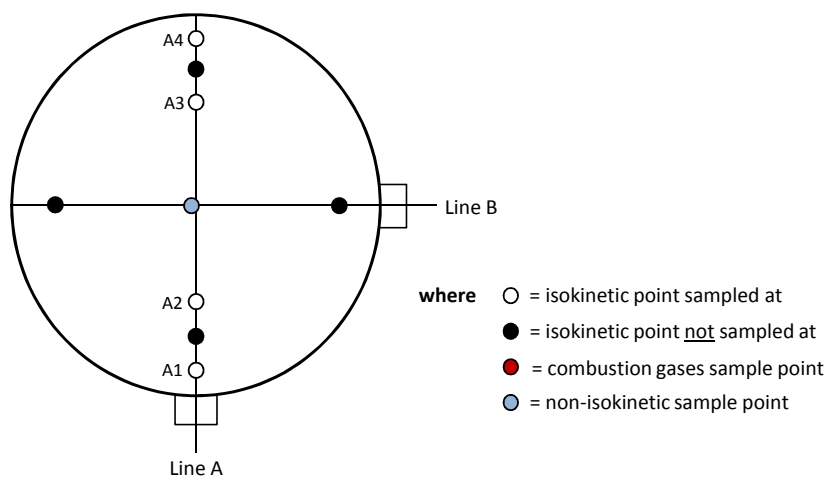 A4
A3
Line B
A2
where = isokinetic point sampled at
= isokinetic point not sampled at
A1
= combustion gases sample point
= non-isokinetic sample point
Line A